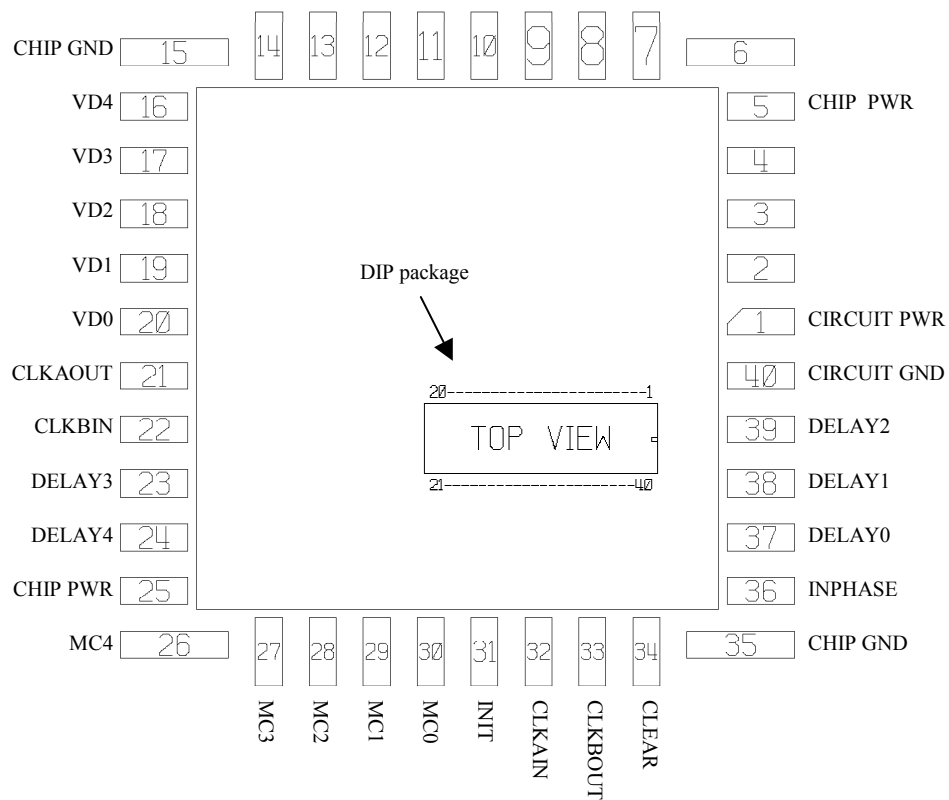 14 13 12 11 10 9 8 7
CHIP GND 15 6
VD4 16 5 CHIP PWR
VD3 17 4
VD2 18 3
VD1 19 2
DIP package
VD0 20 1 CIRCUIT PWR
CLKAOUT 21 40 CIRCUIT GND
20----------------------1
CLKBIN 22 TOP VIEW 39 DELAY2
21---------------------40
DELAY3 23 38 DELAY1
DELAY4 24 37 DELAY0
CHIP PWR 25 36 INPHASE
MC4 26 35 CHIP GND
27 28 29 30 31 32 33 34
MC3 MC2 MC1 MC0 INIT CLKAIN CLKBOUT CLEAR